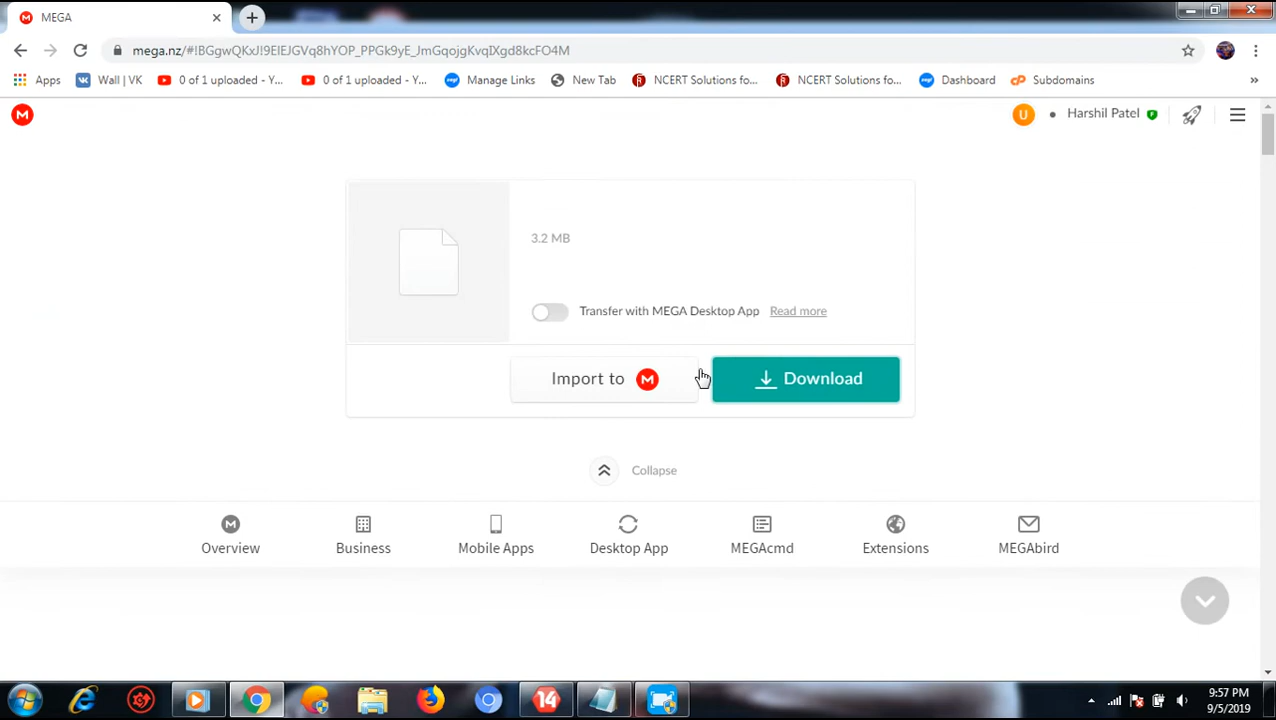 MEGA
mega.nz/#!BGgwQKxJ!9ElEJGVq8hYOP_PPGk9yE_JmGqojgKvqIXgd8kcFO4M
Apps Wall | VK 0 of 1 uploaded - Y... 0 of 1 uploaded - Y... Manage Links New Tab NCERT Solutions fo... NCERT Solutions fo... Dashboard Subdomains »
M U Harshil Patel
3.2 MB
Transfer with MEGA Desktop App Read more
Import to M Download
Collapse
Overview Business Mobile Apps Desktop App MEGAcmd Extensions MEGAbird
14 9:57 PM
9/5/2019